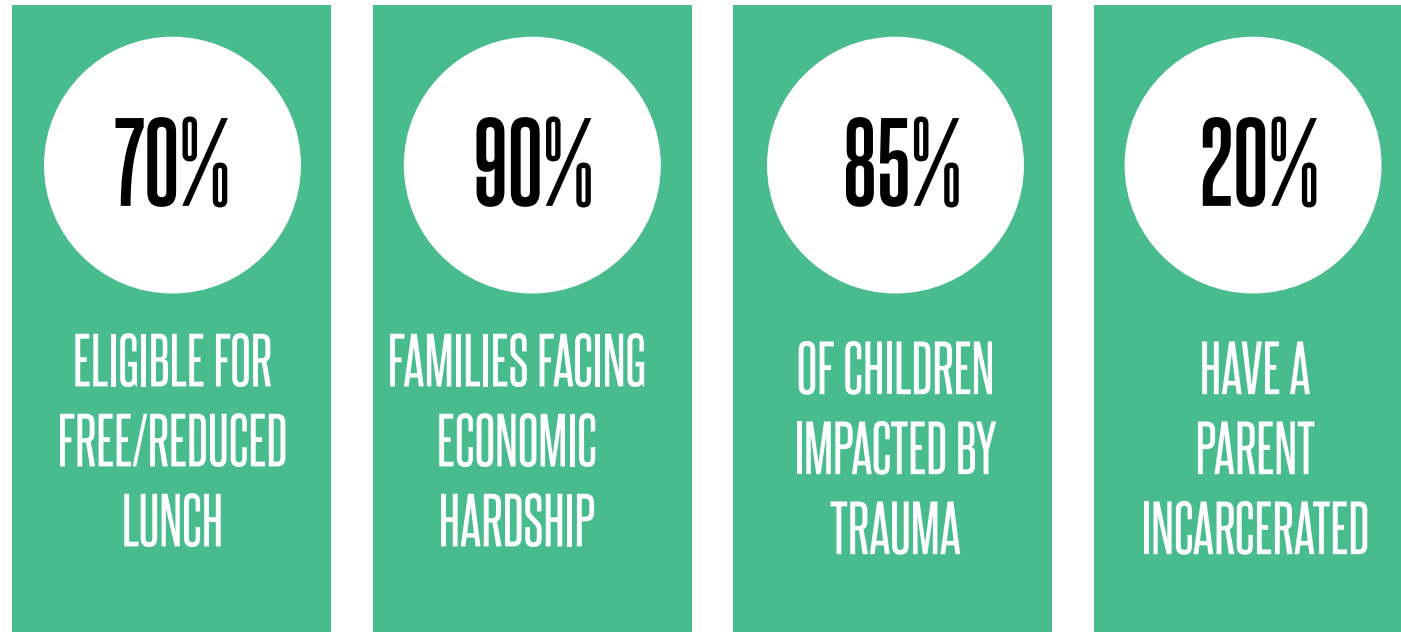 70%
ELIGIBLE FOR
FREE/REDUCED
LUNCH
90%
FAMILIES FACING
ECONOMIC
HARDSHIP
85%
OF CHILDREN
IMPACTED BY
TRAUMA
20%
HAVE A
PARENT
INCARCERATED